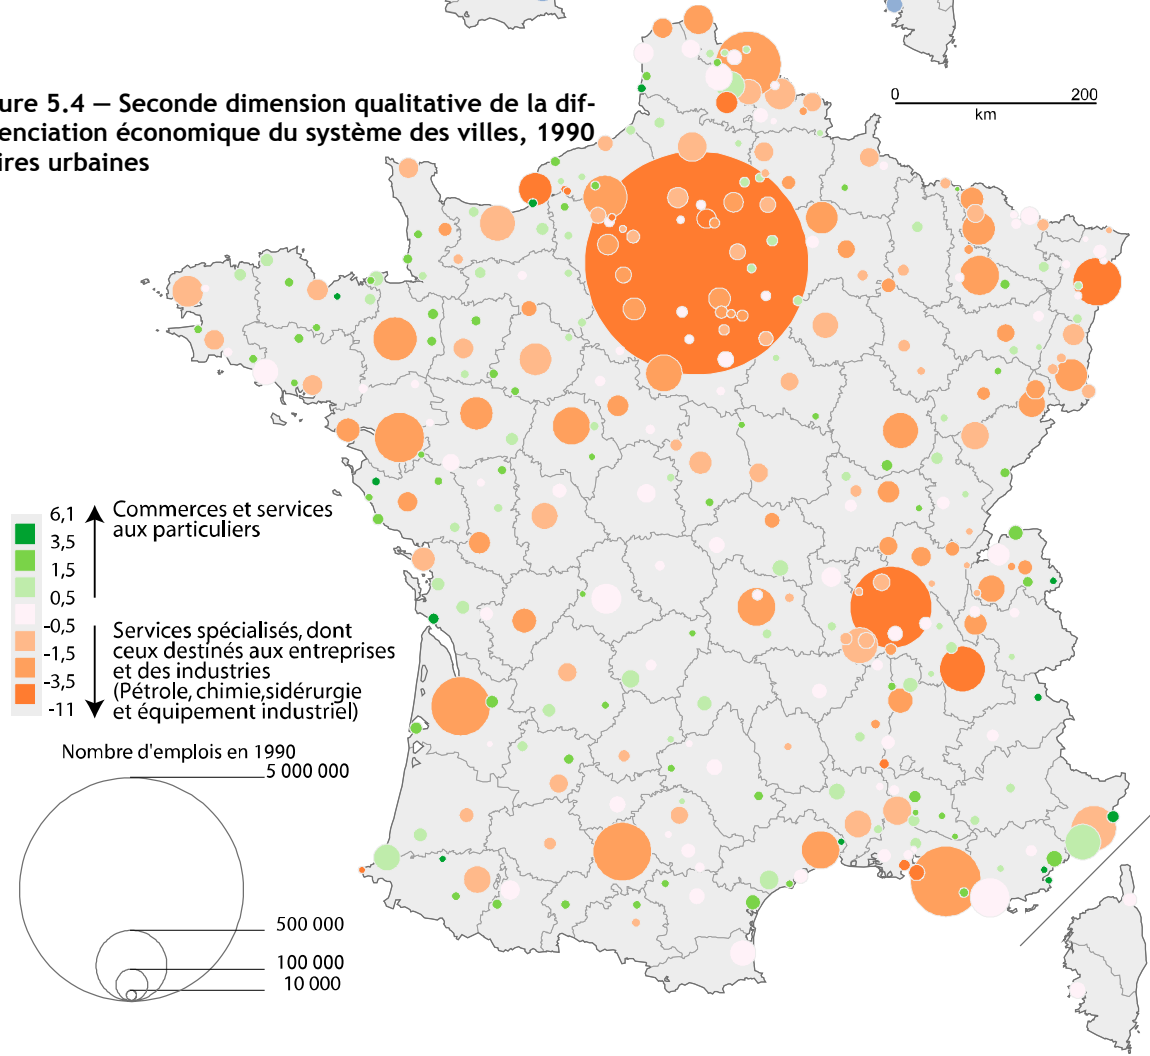 ure 5.4 — Seconde dimension qualitative de la dif-
enciation économique du système des villes, 1990
ires urbaines
0 200
km
6,1
3,5
1,5
0,5
-0,5
-1,5
-3,5
-11
Commerces et services
aux particuliers
Services spécialisés, dont
ceux destinés aux entreprises
et des industries
(Pétrole, chimie,sidérurgie
et équipement industriel)
Nombre d'emplois en 1990
5 000 000
500 000
100 000
10 000